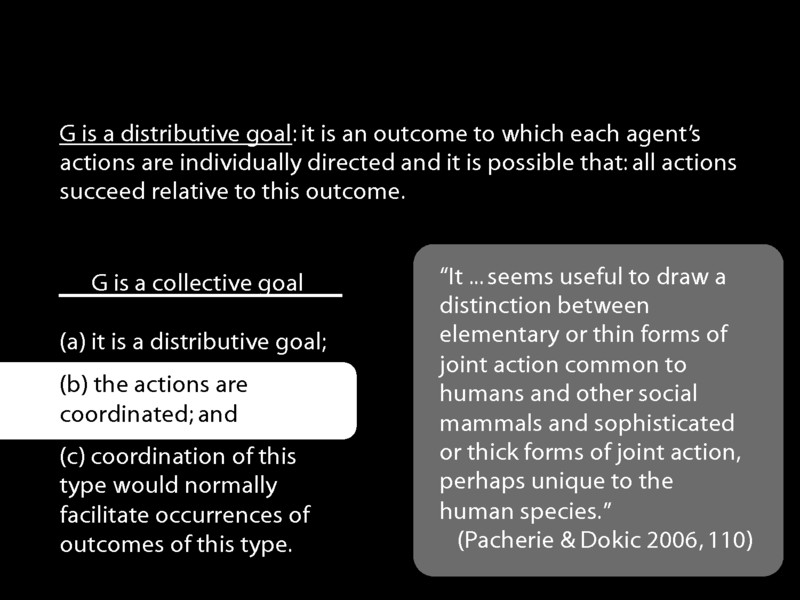 G is a distributive goal: it is an outcome to which each agent’s
actions are individually directed and it is possible that: all actions
succeed relative to this outcome.
G is a collective goal
(a) it is a distributive goal;
(b) the actions are
coordinated; and
(c) coordination of this
type would normally
facilitate occurrences of
outcomes of this type.
“It ... seems useful to draw a
distinction between
elementary or thin forms of
joint action common to
humans and other social
mammals and sophisticated
or thick forms of joint action,
perhaps unique to the
human species.”
(Pacherie & Dokic 2006, 110)